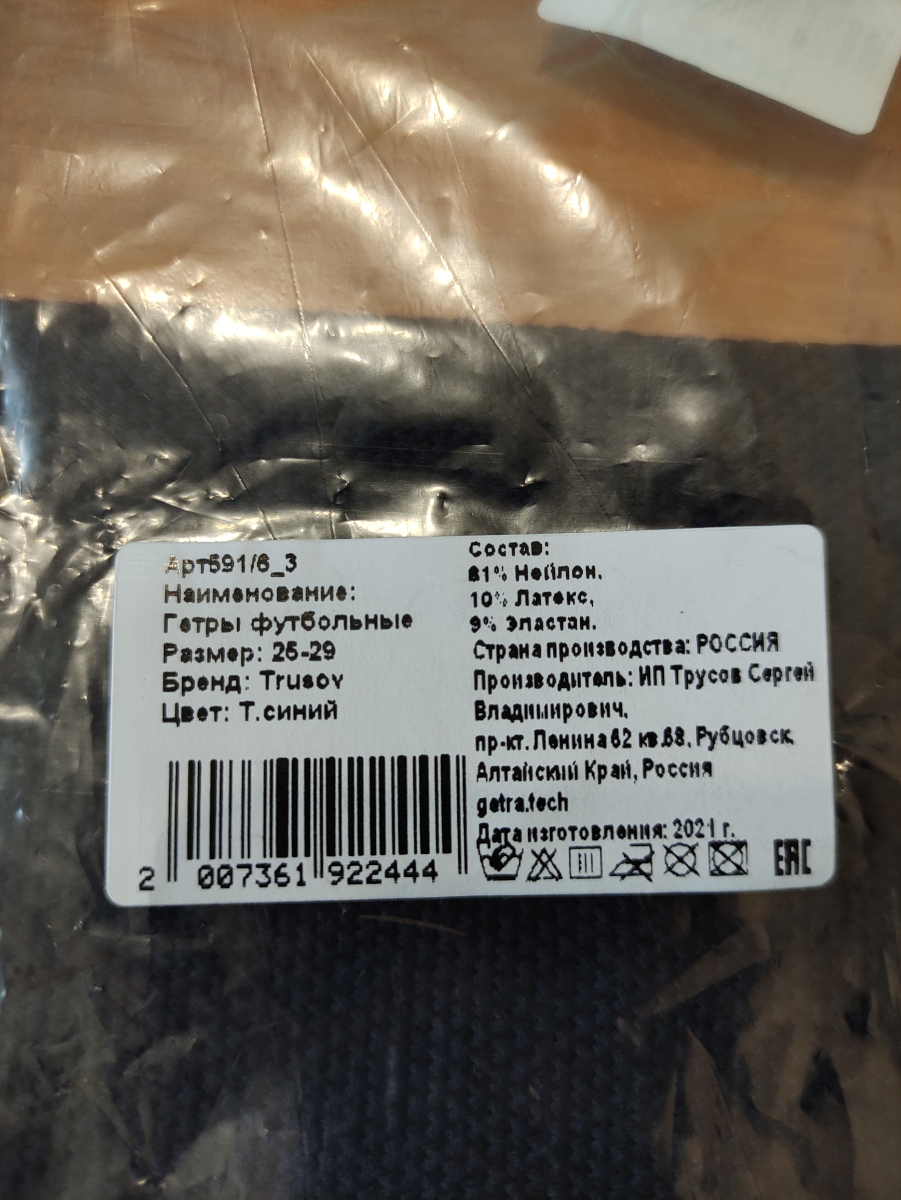 Арт591/6_3
Наименование:
Гетры футбольные
Размер: 25-29
Бренд: Trusov
Цвет: Т.синий
2 007361 922444
Состав:
81% Нейлон,
10% Латекс,
9% Эластан.
Страна производства: РОССИЯ
Производитель: ИП Трусов Сергей
Владимирович,
пр-кт. Ленина 62 кв.68, Рубцовск,
Алтайский Край, Россия
getra.tech
Дата изготовления: 2021 г.
EAC